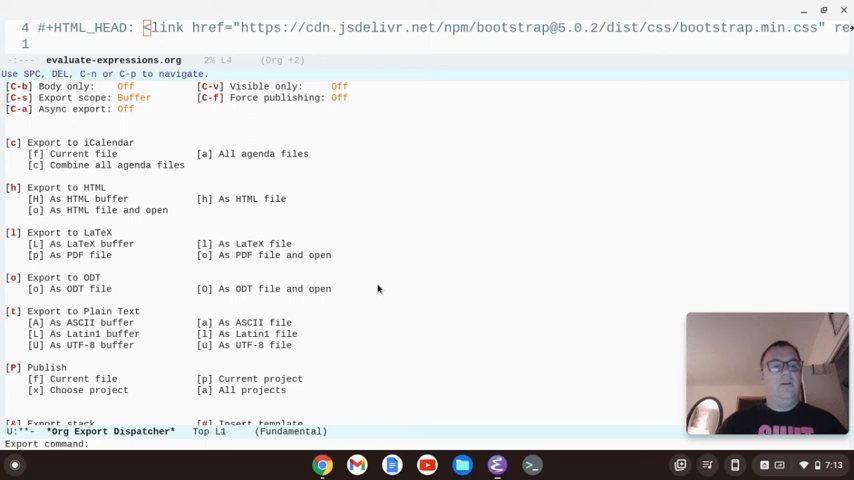 4 #+HTML_HEAD: <link href="https://cdn.jsdelivr.net/npm/bootstrap@5.0.2/dist/css/bootstrap.min.css" re
1
-:--- evaluate-expressions.org 2% L4 (Org +2)
Use SPC, DEL, C-n or C-p to navigate.
[C-b] Body only: Off [C-v] Visible only: Off
[C-s] Export scope: Buffer [C-f] Force publishing: Off
[C-a] Async export: Off
[c] Export to iCalendar
[f] Current file [a] All agenda files
[c] Combine all agenda files
[h] Export to HTML
[H] As HTML buffer [h] As HTML file
[o] As HTML file and open
[l] Export to LaTeX
[L] As LaTeX buffer [l] As LaTeX file
[p] As PDF file [o] As PDF file and open
[o] Export to ODT
[o] As ODT file [O] As ODT file and open
[t] Export to Plain Text
[A] As ASCII buffer [a] As ASCII file
[L] As Latin1 buffer [l] As Latin1 file
[U] As UTF-8 buffer [u] As UTF-8 file
[P] Publish
[f] Current file [p] Current project
[x] Choose project [a] All projects
[&] Export stack [#] Insert template
U:**- *Org Export Dispatcher* Top L1 (Fundamental)
Export command:
7:13